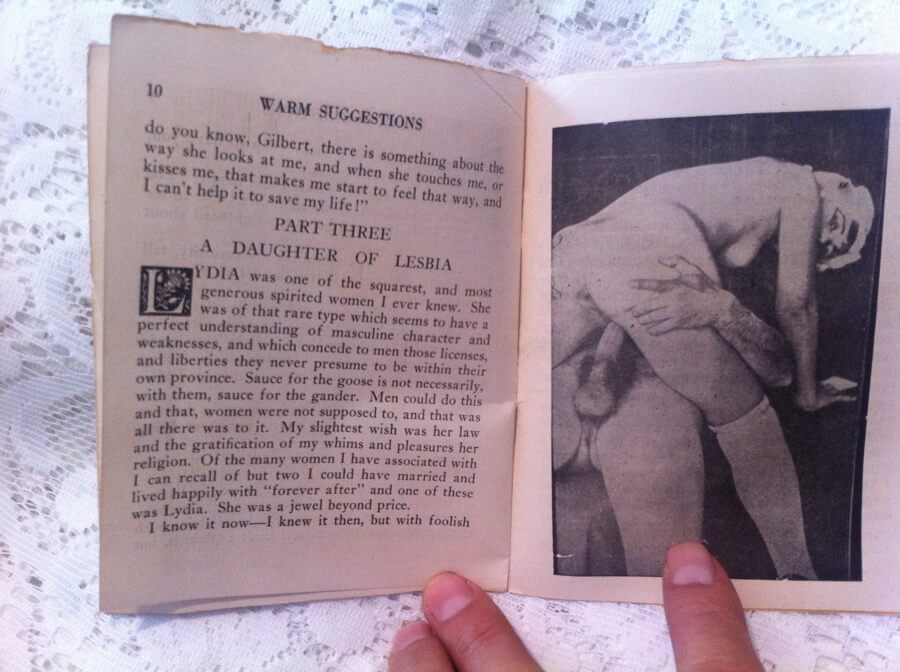 10
WARM SUGGESTIONS
do you know, Gilbert, there is something about the
way she looks at me, and when she touches me, or
kisses me, that makes me start to feel that way, and
I can't help it to save my life!"
PART THREE
A DAUGHTER OF LESBIA
LYDIA was one of the squarest, and most
generous spirited women I ever knew. She
was of that rare type which seems to have a
perfect understanding of masculine character and
weaknesses, and which concede to men those licenses,
and liberties they never presume to be within their
own province. Sauce for the goose is not necessarily,
with them, sauce for the gander. Men could do this
and that, women were not supposed to, and that was
all there was to it. My slightest wish was her law
and the gratification of my whims and pleasures her
religion. Of the many women I have associated with
I can recall of but two I could have married and
lived happily with "forever after" and one of these
was Lydia. She was a jewel beyond price.
I know it now—I knew it then, but with foolish